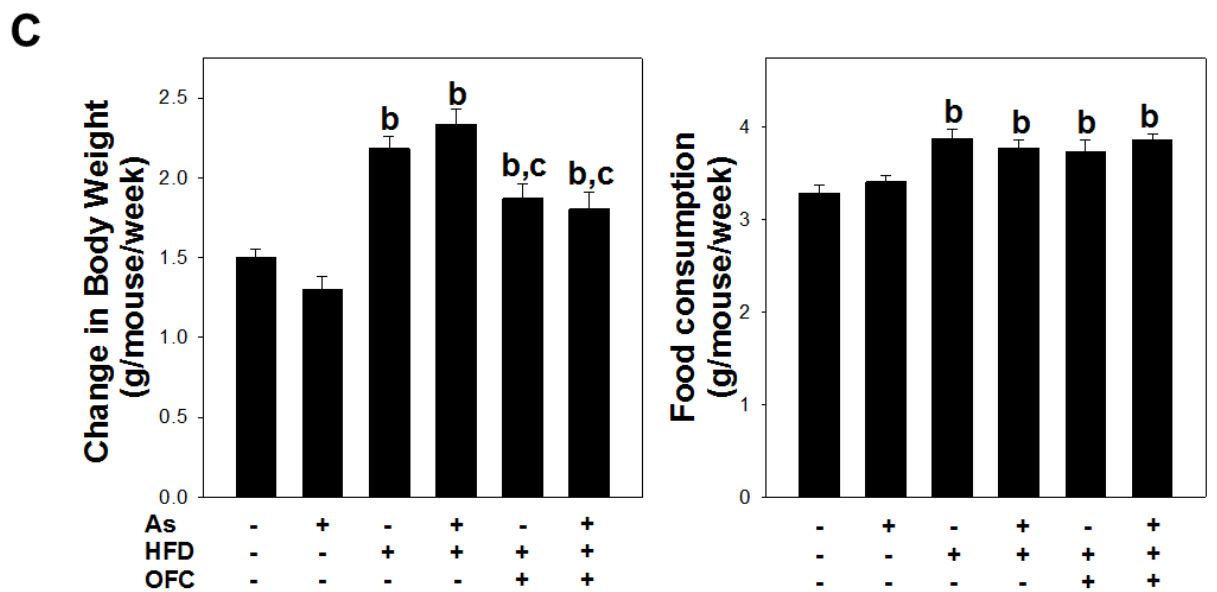 C
Change in Body Weight
(g/mouse/week)
2.5
2.0
1.5
1.0
0.5
0.0
b
b
b,c
b,c
As - + - + - +
HFD - - + + + +
OFC - - - - + +
Food consumption
(g/mouse/week)
4
3
2
1
0
b
b
b
b
- + - + - +
- - + + + +
- - - - + +